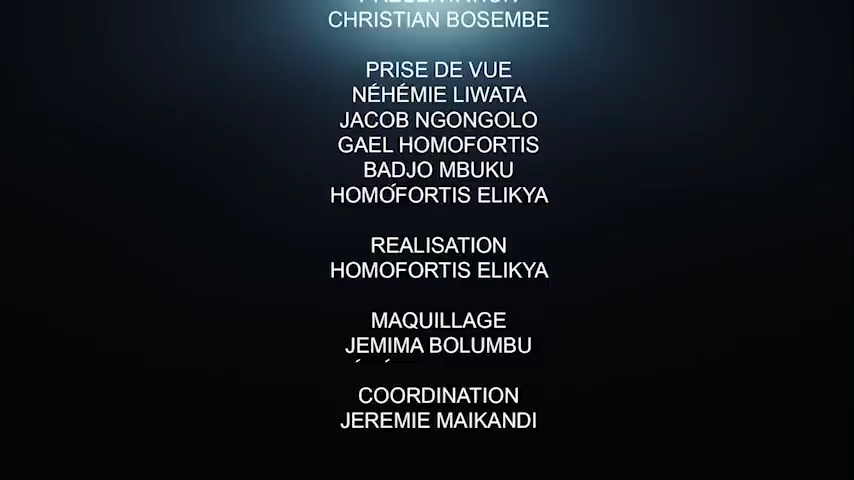 PRESENTATION
CHRISTIAN BOSEMBE
PRISE DE VUE
NÉHÉMIE LIWATA
JACOB NGONGOLO
GAEL HOMOFORTIS
BADJO MBUKU
HOMOFORTIS ELIKYA
REALISATION
HOMOFORTIS ELIKYA
MAQUILLAGE
JEMIMA BOLUMBU
COORDINATION
JEREMIE MAIKANDI